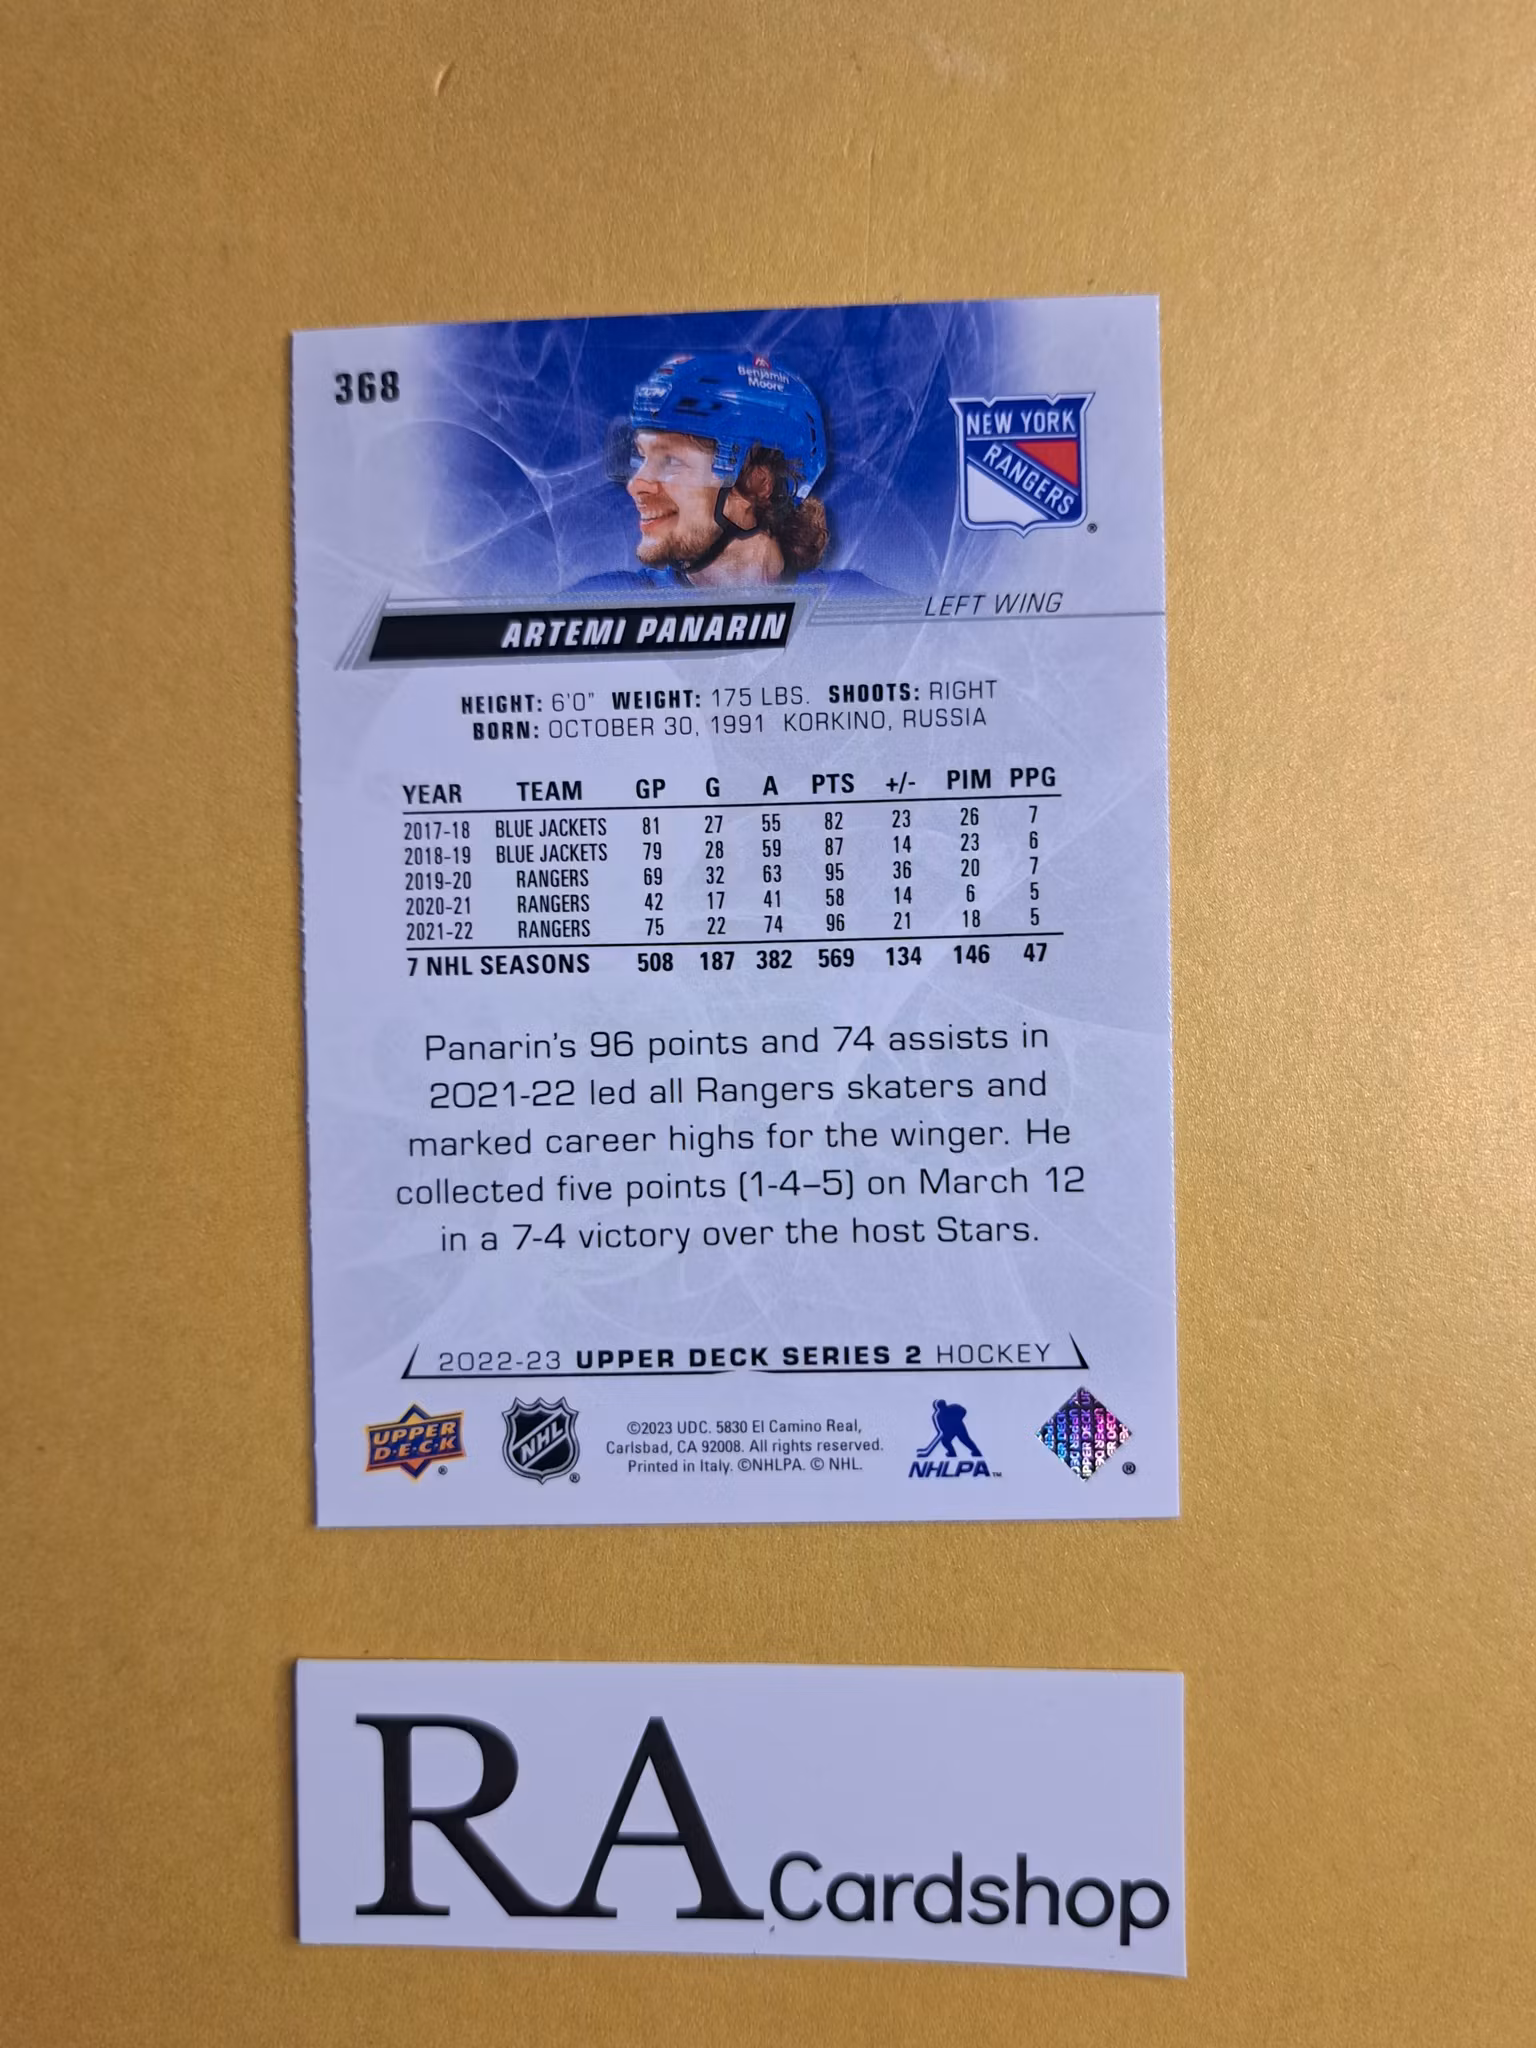 368
Benjamin
Moore
CCM
NEW YORK
RANGERS
®
LEFT WING
ARTEMI PANARIN
HEIGHT: 6'0" WEIGHT: 175 LBS. SHOOTS: RIGHT
BORN: OCTOBER 30, 1991 KORKINO, RUSSIA
YEAR TEAM GP G A PTS +/- PIM PPG
2017-18 BLUE JACKETS 81 27 55 82 23 26 7
2018-19 BLUE JACKETS 79 28 59 87 14 23 6
2019-20 RANGERS 69 32 63 95 36 20 7
2020-21 RANGERS 42 17 41 58 14 6 5
2021-22 RANGERS 75 22 74 96 21 18 5
7 NHL SEASONS 508 187 382 569 134 146 47
Panarin's 96 points and 74 assists in
2021-22 led all Rangers skaters and
marked career highs for the winger. He
collected five points (1-4–5) on March 12
in a 7-4 victory over the host Stars.
2022-23 UPPER DECK SERIES 2 HOCKEY
UPPER
D·E·C·K ®
NHL ®
©2023 UDC. 5830 El Camino Real,
Carlsbad, CA 92008. All rights reserved.
Printed in Italy. ©NHLPA. © NHL.
NHLPA™
UPPER DECK
®
RA Cardshop